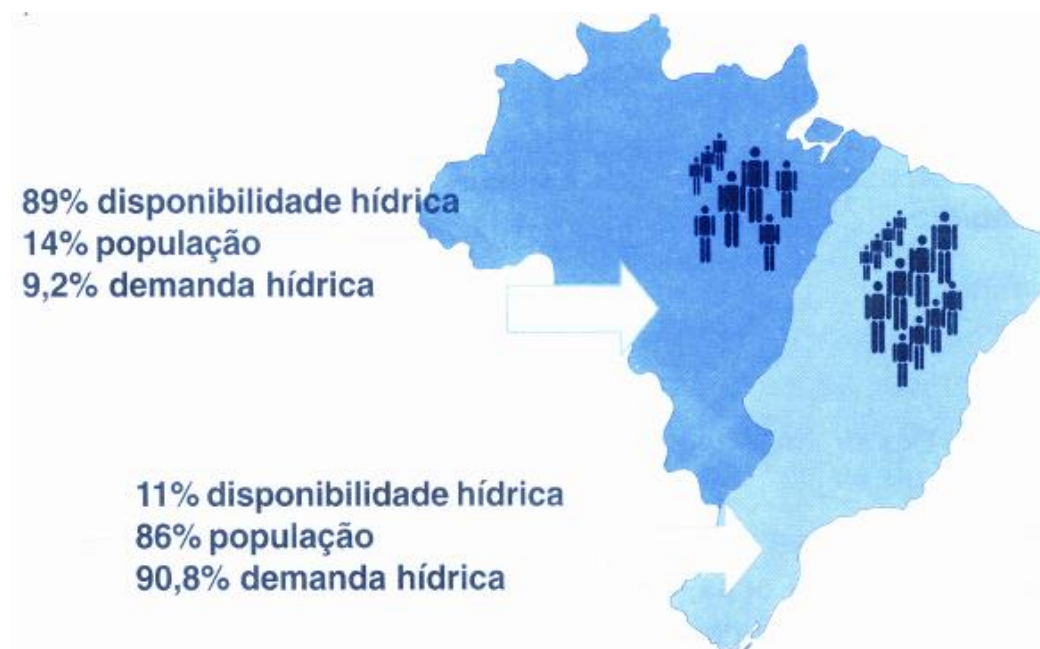 89% disponibilidade hídrica
14% população
9,2% demanda hídrica
11% disponibilidade hídrica
86% população
90,8% demanda hídrica